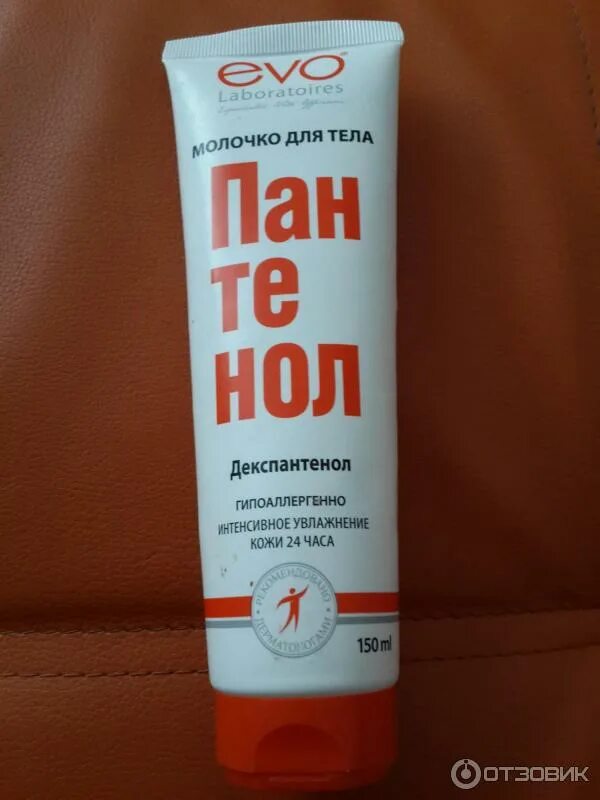 evo
Laboratoires
МОЛОЧКО ДЛЯ ТЕЛА
Пан
те
нол
Декспантенол
ГИПОАЛЛЕРГЕННО
ИНТЕНСИВНОЕ УВЛАЖНЕНИЕ
КОЖИ 24 ЧАСА
РЕКОМЕНДОВАНО
ДЕРМАТОЛОГАМИ
150 ml
ОТЗОВИК